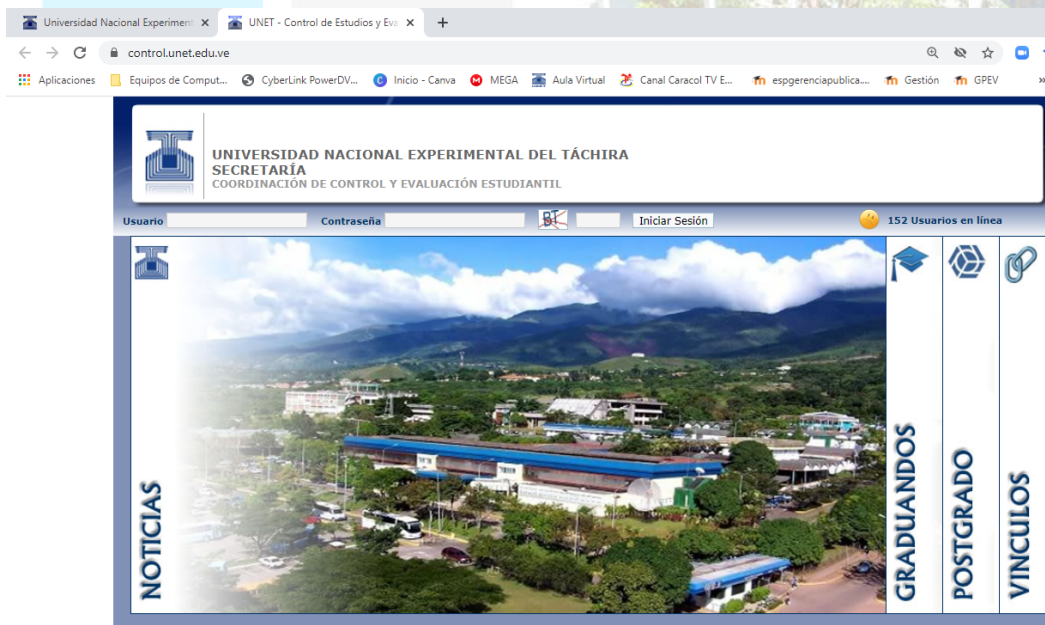 Universidad Nacional Experiment
UNET - Control de Estudios y Eva
control.unet.edu.ve
Aplicaciones
Equipos de Comput...
CyberLink PowerDV...
Inicio - Canva
MEGA
Aula Virtual
Canal Caracol TV E...
espgerenciapublica....
Gestión
GPEV
»
UNIVERSIDAD NACIONAL EXPERIMENTAL DEL TÁCHIRA
SECRETARÍA
COORDINACIÓN DE CONTROL Y EVALUACIÓN ESTUDIANTIL
Usuario
Contraseña
Iniciar Sesión
152 Usuarios en línea
NOTICIAS
GRADUANDOS
POSTGRADO
VINCULOS